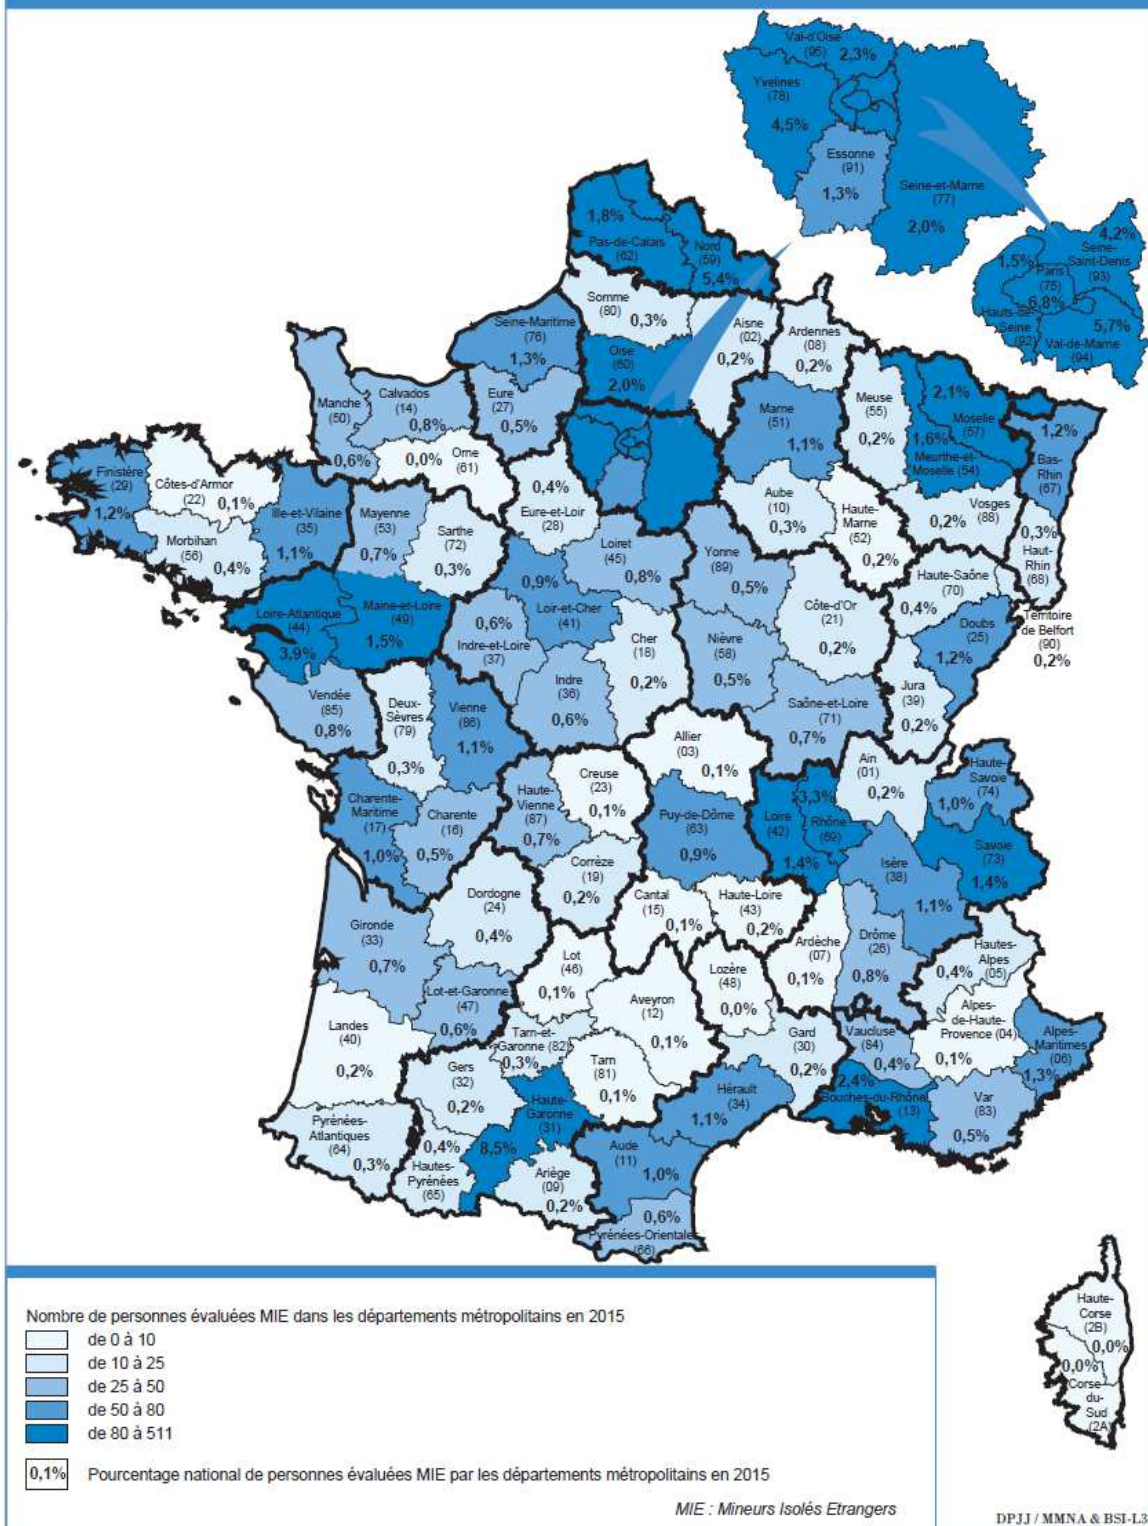 Val-d'Oise
(95)
2,3%
Yvelines
(78)
4,5%
Essonne
(91)
1,3%
Seine-et-Marne
(77)
2,0%
4,2%
Seine-
Saint-Denis
(93)
1,5%
Paris
(75)
6,8%
Hauts-de-
Seine
(92)
5,7%
Val-de-Marne
(94)
1,8%
Pas-de-Calais
(62)
Nord
(59)
5,4%
Somme
(80)
0,3%
Aisne
(02)
0,2%
Ardennes
(08)
0,2%
Seine-Maritime
(76)
1,3%
Oise
(60)
2,0%
Eure
(27)
0,5%
Manche
(50)
0,6%
Calvados
(14)
0,8%
Orne
(61)
0,0%
Marne
(51)
1,1%
Meuse
(55)
0,2%
2,1%
Moselle
(57)
1,6%
Meurthe-et-
Moselle (54)
1,2%
Bas-
Rhin
(67)
Finistère
(29)
1,2%
Côtes-d'Armor
(22)
0,1%
Ille-et-Vilaine
(35)
1,1%
Morbihan
(56)
0,4%
Mayenne
(53)
0,7%
Sarthe
(72)
0,3%
0,4%
Eure-et-Loir
(28)
Aube
(10)
0,3%
Haute-
Marne
(52)
0,2%
Vosges
(88)
0,2%
0,3%
Haut-
Rhin
(68)
Loiret
(45)
0,8%
Yonne
(89)
0,5%
Haute-Saône
(70)
0,4%
Territoire
de Belfort
(90)
0,2%
Loire-Atlantique
(44)
3,9%
Maine-et-Loire
(49)
1,5%
0,9%
Loir-et-Cher
(41)
0,6%
Indre-et-Loire
(37)
Cher
(18)
0,2%
Nièvre
(58)
0,5%
Côte-d'Or
(21)
0,2%
Doubs
(25)
1,2%
Jura
(39)
0,2%
Indre
(36)
0,6%
Saône-et-Loire
(71)
0,7%
Vendée
(85)
0,8%
Deux-
Sèvres
(79)
0,3%
Vienne
(86)
1,1%
Allier
(03)
0,1%
Creuse
(23)
0,1%
Haute-
Vienne
(87)
0,7%
Ain
(01)
0,2%
Haute-
Savoie
(74)
1,0%
Charente-
Maritime
(17)
1,0%
Charente
(16)
0,5%
Puy-de-Dôme
(63)
0,9%
Loire
(42)
1,4%
3,3%
Rhône
(69)
Savoie
(73)
1,4%
Isère
(38)
1,1%
Corrèze
(19)
0,2%
Dordogne
(24)
0,4%
Cantal
(15)
0,1%
Haute-Loire
(43)
0,2%
Ardèche
(07)
0,1%
Drôme
(26)
0,8%
Hautes-
Alpes
(05)
0,4%
Gironde
(33)
0,7%
Lot
(46)
0,1%
Lozère
(48)
0,0%
Aveyron
(12)
0,1%
Lot-et-Garonne
(47)
0,6%
Alpes-
de-Haute-
Provence (04)
0,1%
Alpes-
Maritimes
(06)
1,3%
Landes
(40)
0,2%
Tarn-et-
Garonne (82)
0,3%
Tarn
(81)
0,1%
Gard
(30)
0,2%
Vaucluse
(84)
0,4%
2,4%
Bouches-du-Rhône
(13)
Var
(83)
0,5%
Gers
(32)
0,2%
Haute-
Garonne
(31)
8,5%
Hérault
(34)
1,1%
Pyrénées-
Atlantiques
(64)
0,3%
0,4%
Hautes-
Pyrénées
(65)
Ariège
(09)
0,2%
Aude
(11)
1,0%
0,6%
Pyrénées-Orientales
(66)
Haute-
Corse
(2B)
0,0%
0,0%
Corse-
du-
Sud
(2A)
Nombre de personnes évaluées MIE dans les départements métropolitains en 2015
de 0 à 10
de 10 à 25
de 25 à 50
de 50 à 80
de 80 à 511
0,1% Pourcentage national de personnes évaluées MIE par les départements métropolitains en 2015
MIE : Mineurs Isolés Etrangers
DPJJ / MMNA & BSI-L3